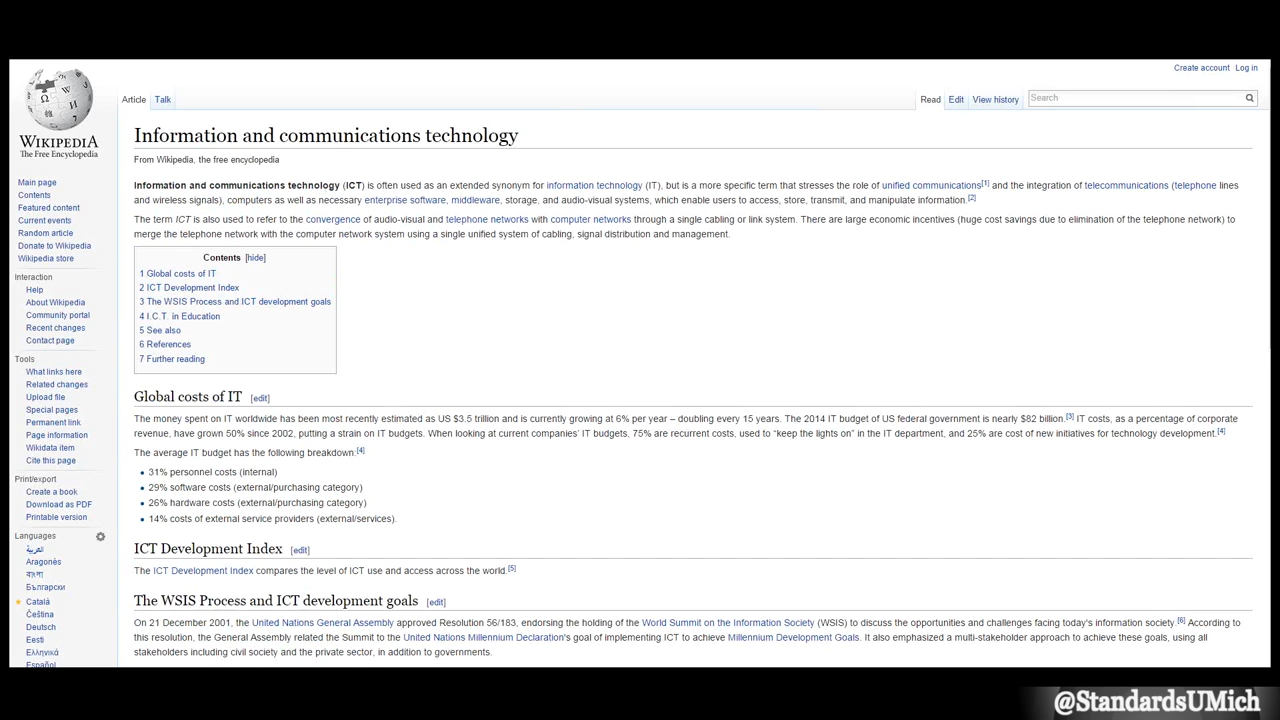 Create account Log in
Article Talk Read Edit View history Search
WIKIPEDIA
The Free Encyclopedia
Main page
Contents
Featured content
Current events
Random article
Donate to Wikipedia
Wikipedia store
Interaction
Help
About Wikipedia
Community portal
Recent changes
Contact page
Tools
What links here
Related changes
Upload file
Special pages
Permanent link
Page information
Wikidata item
Cite this page
Print/export
Create a book
Download as PDF
Printable version
Languages
العربية
Aragonés
বাংলা
Български
Català
Čeština
Deutsch
Eesti
Ελληνικά
Español
Information and communications technology
From Wikipedia, the free encyclopedia
Information and communications technology (ICT) is often used as an extended synonym for information technology (IT), but is a more specific term that stresses the role of unified communications[1] and the integration of telecommunications (telephone lines
and wireless signals), computers as well as necessary enterprise software, middleware, storage, and audio-visual systems, which enable users to access, store, transmit, and manipulate information.[2]
The term ICT is also used to refer to the convergence of audio-visual and telephone networks with computer networks through a single cabling or link system. There are large economic incentives (huge cost savings due to elimination of the telephone network) to
merge the telephone network with the computer network system using a single unified system of cabling, signal distribution and management.
Contents [hide]
1 Global costs of IT
2 ICT Development Index
3 The WSIS Process and ICT development goals
4 I.C.T. in Education
5 See also
6 References
7 Further reading
Global costs of IT [edit]
The money spent on IT worldwide has been most recently estimated as US $3.5 trillion and is currently growing at 6% per year – doubling every 15 years. The 2014 IT budget of US federal government is nearly $82 billion.[3] IT costs, as a percentage of corporate
revenue, have grown 50% since 2002, putting a strain on IT budgets. When looking at current companies' IT budgets, 75% are recurrent costs, used to “keep the lights on” in the IT department, and 25% are cost of new initiatives for technology development.[4]
The average IT budget has the following breakdown:[4]
• 31% personnel costs (internal)
• 29% software costs (external/purchasing category)
• 26% hardware costs (external/purchasing category)
• 14% costs of external service providers (external/services).
ICT Development Index [edit]
The ICT Development Index compares the level of ICT use and access across the world.[5]
The WSIS Process and ICT development goals [edit]
On 21 December 2001, the United Nations General Assembly approved Resolution 56/183, endorsing the holding of the World Summit on the Information Society (WSIS) to discuss the opportunities and challenges facing today's information society.[6] According to
this resolution, the General Assembly related the Summit to the United Nations Millennium Declaration's goal of implementing ICT to achieve Millennium Development Goals. It also emphasized a multi-stakeholder approach to achieve these goals, using all
stakeholders including civil society and the private sector, in addition to governments.
@StandardsUMich